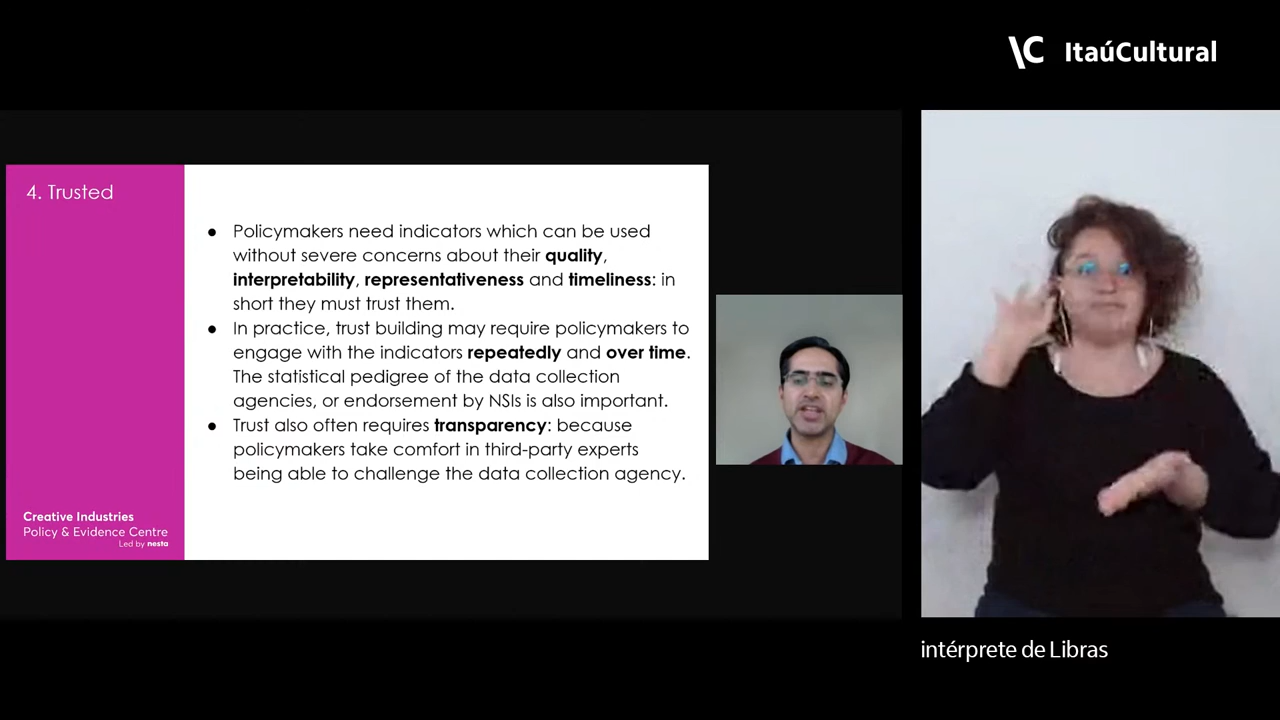 \C ItaúCultural
4. Trusted
● Policymakers need indicators which can be used
without severe concerns about their quality,
interpretability, representativeness and timeliness: in
short they must trust them.
● In practice, trust building may require policymakers to
engage with the indicators repeatedly and over time.
The statistical pedigree of the data collection
agencies, or endorsement by NSIs is also important.
● Trust also often requires transparency: because
policymakers take comfort in third-party experts
being able to challenge the data collection agency.
Creative Industries
Policy & Evidence Centre
Led by nesta
intérprete de Libras